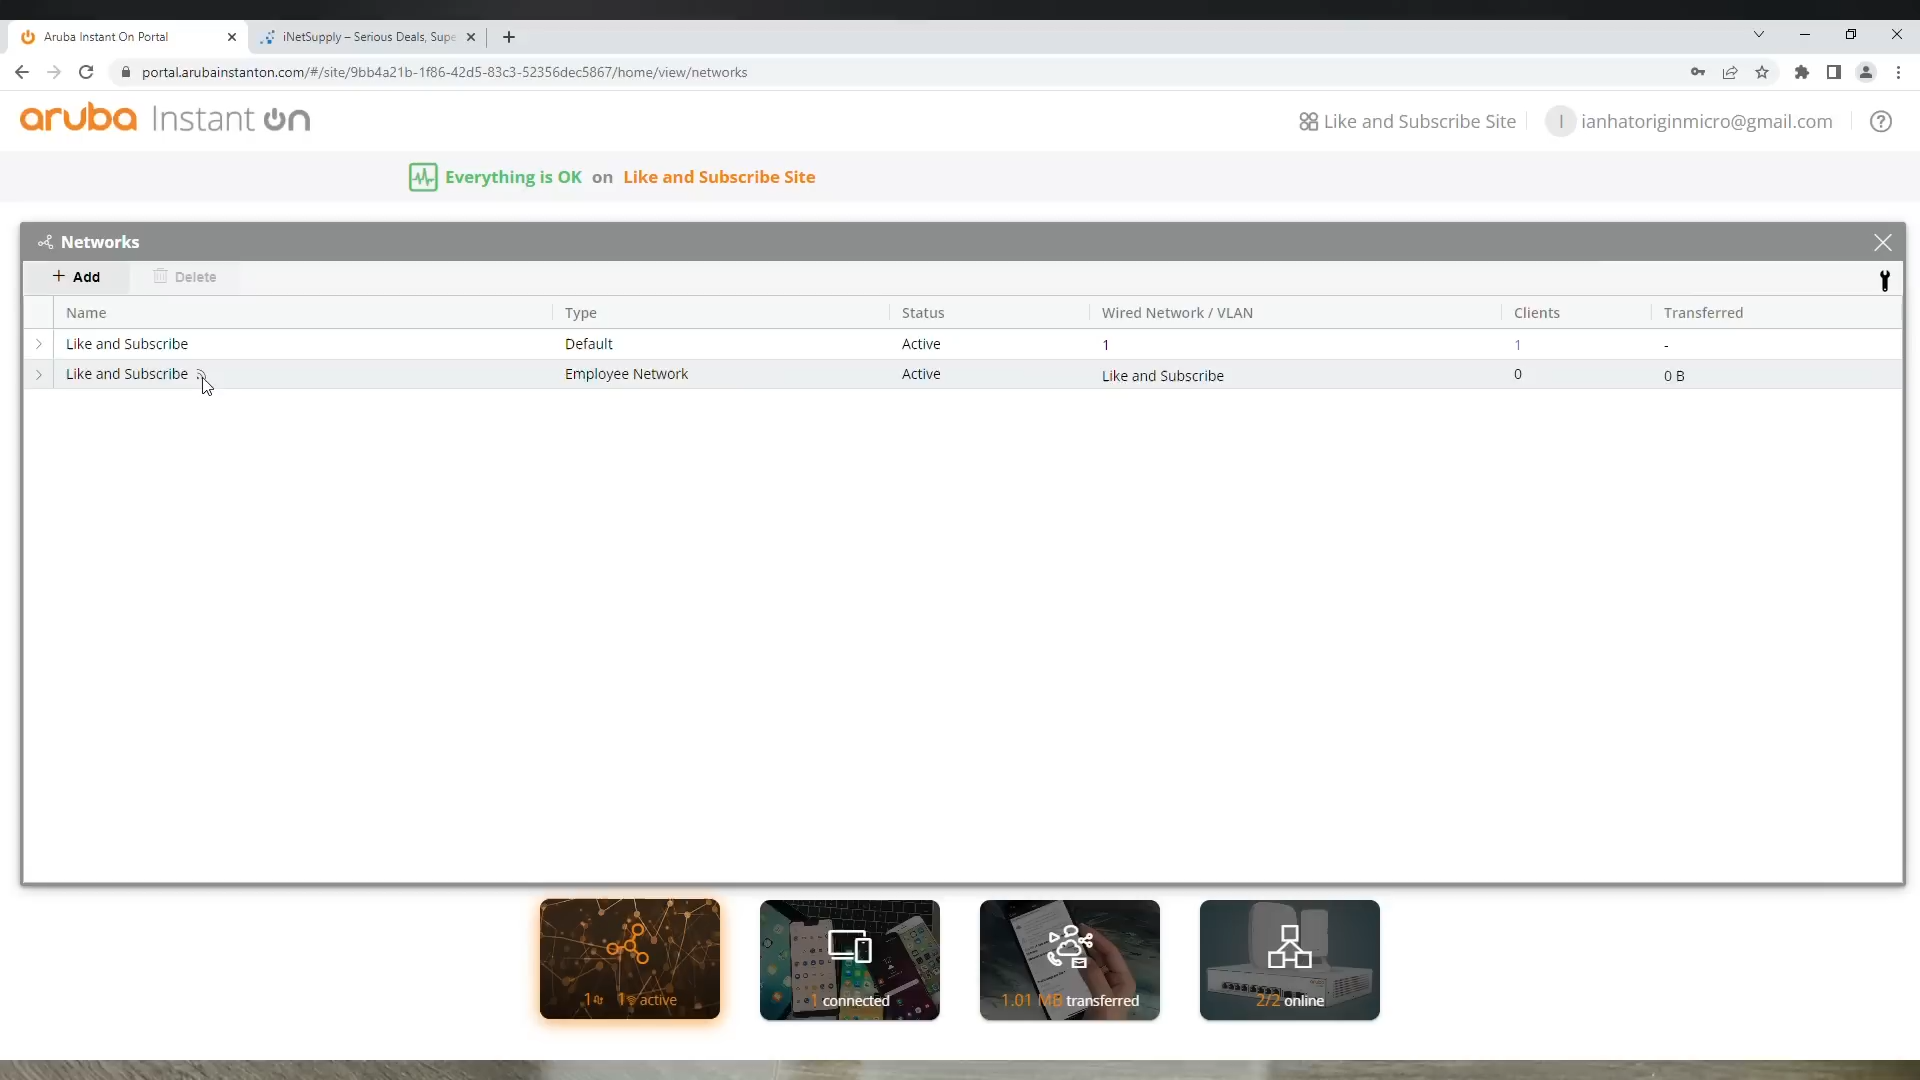 Aruba Instant On Portal
iNetSupply – Serious Deals, Supe
portal.arubainstanton.com/#/site/9bb4a21b-1f86-42d5-83c3-52356dec5867/home/view/networks
aruba Instant On
Like and Subscribe Site
I
ianhatoriginmicro@gmail.com
Everything is OK on Like and Subscribe Site
Networks
+ Add
Delete
Name Type Status Wired Network / VLAN Clients Transferred
Like and Subscribe Default Active 1 1 -
Like and Subscribe Employee Network Active Like and Subscribe 0 0 B
1 1 active
1 connected
1.01 MB transferred
2/2 online